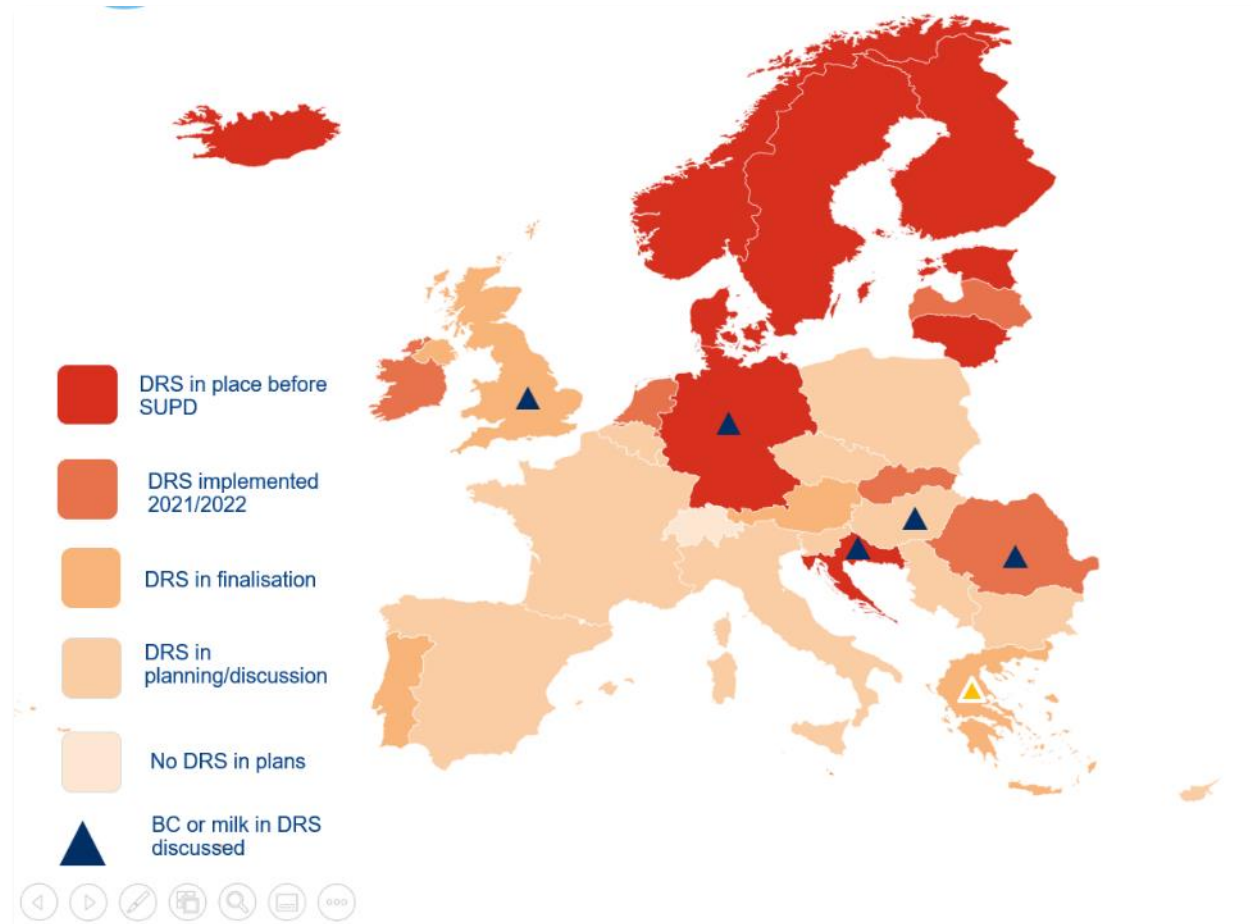 DRS in place before
SUPD
DRS implemented
2021/2022
DRS in finalisation
DRS in
planning/discussion
No DRS in plans
BC or milk in DRS
discussed